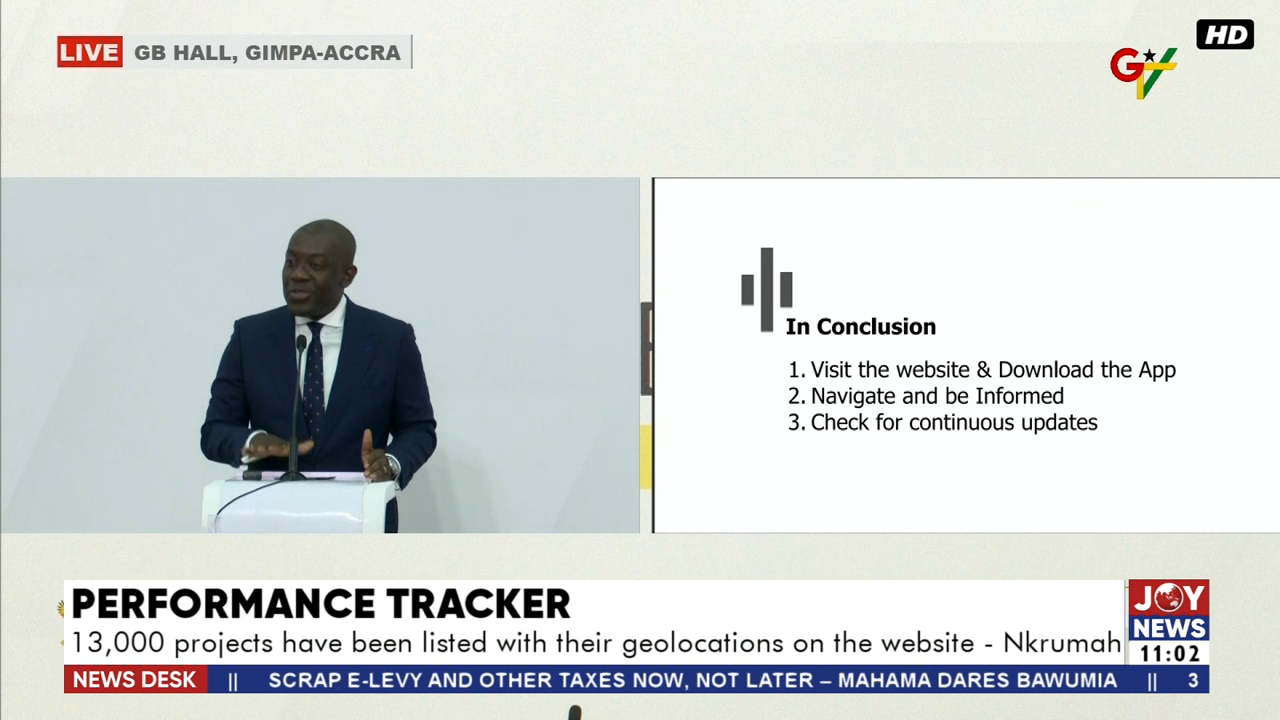 LIVE GB HALL, GIMPA-ACCRA
HD
GTV
In Conclusion
1. Visit the website & Download the App
2. Navigate and be Informed
3. Check for continuous updates
PERFORMANCE TRACKER
13,000 projects have been listed with their geolocations on the website - Nkrumah
JOY
NEWS
11:02
NEWS DESK || SCRAP E-LEVY AND OTHER TAXES NOW, NOT LATER – MAHAMA DARES BAWUMIA || 3